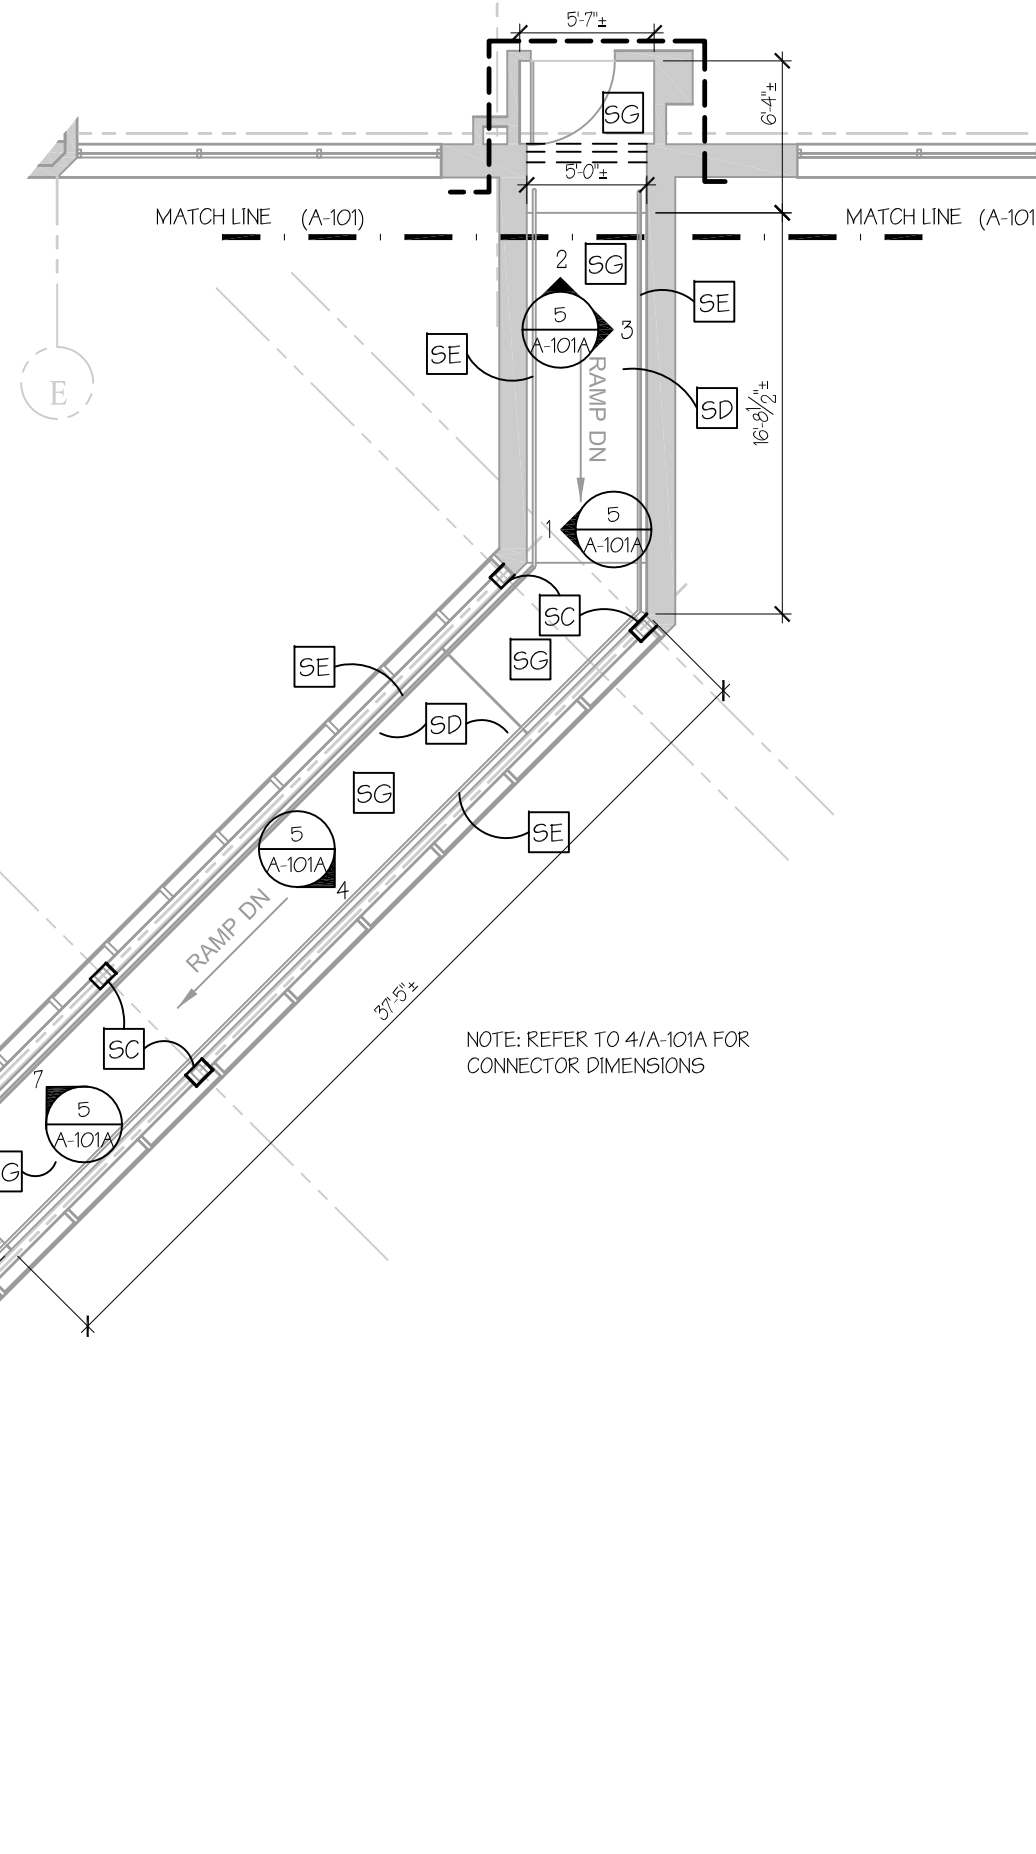 5'-7"±
6'-4"±
SG
5'-0"±
MATCH LINE (A-101)
MATCH LINE (A-101
2
SG
SE
5
A-101A
3
SE
E
RAMP DN
SD
16'-8½"±
1
5
A-101A
SC
SG
SE
SD
SG
SE
5
A-101A
4
RAMP DN
37'-5"±
NOTE: REFER TO 4/A-101A FOR
CONNECTOR DIMENSIONS
SC
7
5
A-101A
G